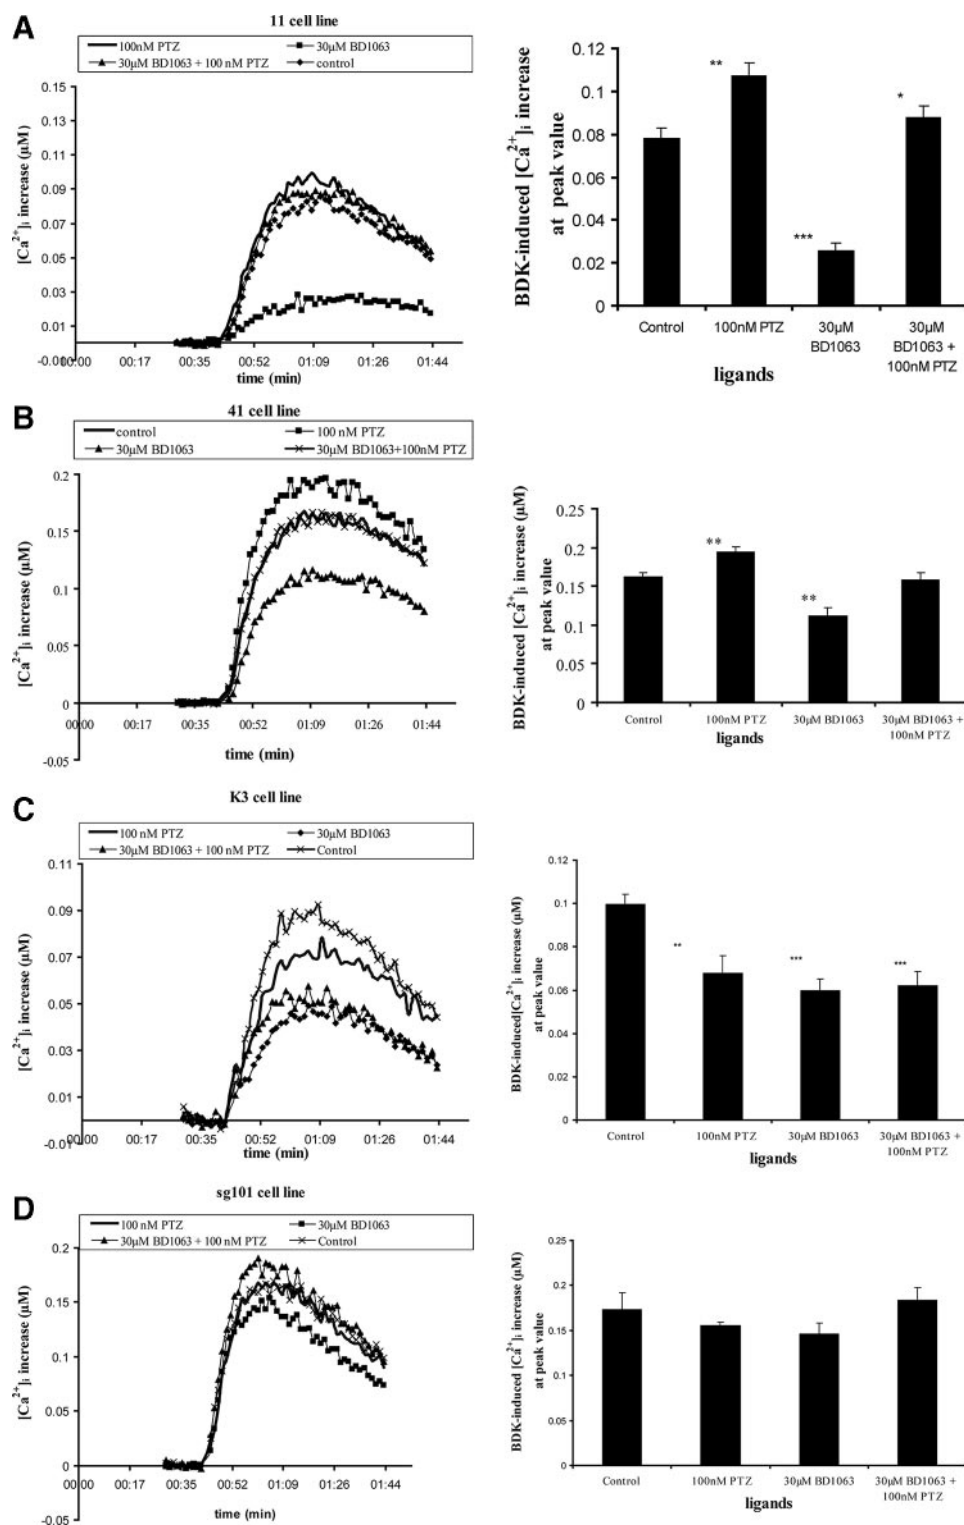 A
11 cell line
100nM PTZ
30µM BD1063
30µM BD1063 + 100 nM PTZ
control
0.15
0.13
0.11
0.09
0.07
0.05
0.03
0.01
-0.01
[Ca2+]i increase (µM)
00:00 00:17 00:35 00:52 01:09 01:26 01:44
time (min)
0.12
0.1
0.08
0.06
0.04
0.02
0
BDK-induced [Ca2+]i increase
at peak value
**
***
*
Control
100nM PTZ
30µM
BD1063
30µM
BD1063 +
100nM PTZ
ligands
B
41 cell line
control
100 nM PTZ
30µM BD1063
30µM BD1063+100nM PTZ
0.2
0.15
0.1
0.05
0
-0.05
[Ca2+]i increase (µM)
00:00 00:17 00:35 00:52 01:09 01:26 01:44
time (min)
0.25
0.2
0.15
0.1
0.05
0
BDK-induced [Ca2+]i increase (µM)
at peak value
**
**
Control
100nM PTZ
30µM BD1063
30µM BD1063 +
100nM PTZ
ligands
C
K3 cell line
100 nM PTZ
30µM BD1063
30µM BD1063 + 100 nM PTZ
Control
0.11
0.09
0.07
0.05
0.03
0.01
-0.01
[Ca2+]i increase (µM)
00:00 00:17 00:35 00:52 01:09 01:26 01:44
time (min)
0.12
0.1
0.08
0.06
0.04
0.02
0
BDK-induced[Ca2+]i increase (µM)
at peak value
**
***
***
Control
100nM PTZ
30µM BD1063
30µM BD1063 +
100nM PTZ
ligands
D
sg101 cell line
100 nM PTZ
30µM BD1063
30µM BD1063 + 100 nM PTZ
Control
0.2
0.15
0.1
0.05
0
-0.05
[Ca2+]i increase (µM)
00:00 00:17 00:35 00:52 01:09 01:26 01:44
time (min)
0.25
0.2
0.15
0.1
0.05
0
BDK-induced [Ca2+]i increase (µM)
at peak value
Control
100nM PTZ
30µM BD1063
30µM BD1063 +
100nM PTZ
ligands